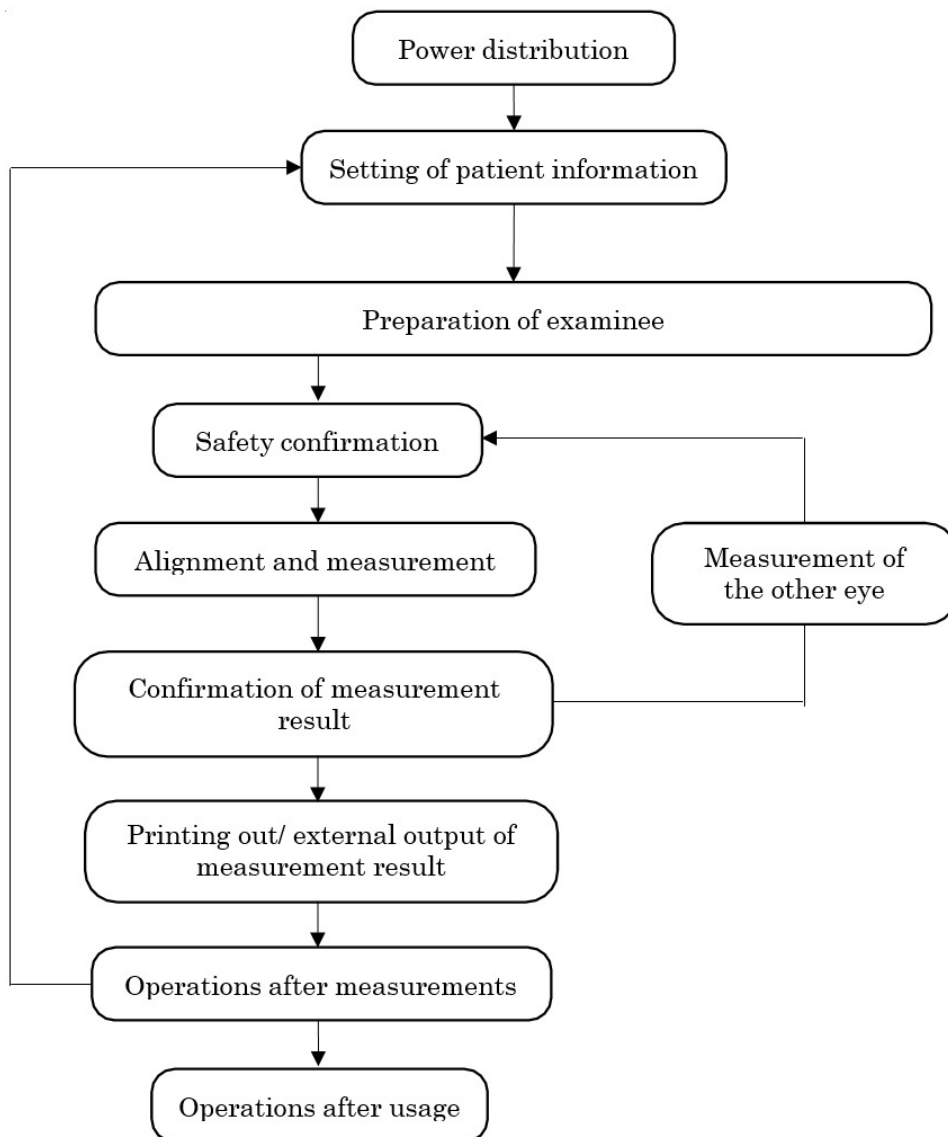 Power distribution
Setting of patient information
Preparation of examinee
Safety confirmation
Alignment and measurement
Measurement of
the other eye
Confirmation of measurement
result
Printing out/ external output of
measurement result
Operations after measurements
Operations after usage